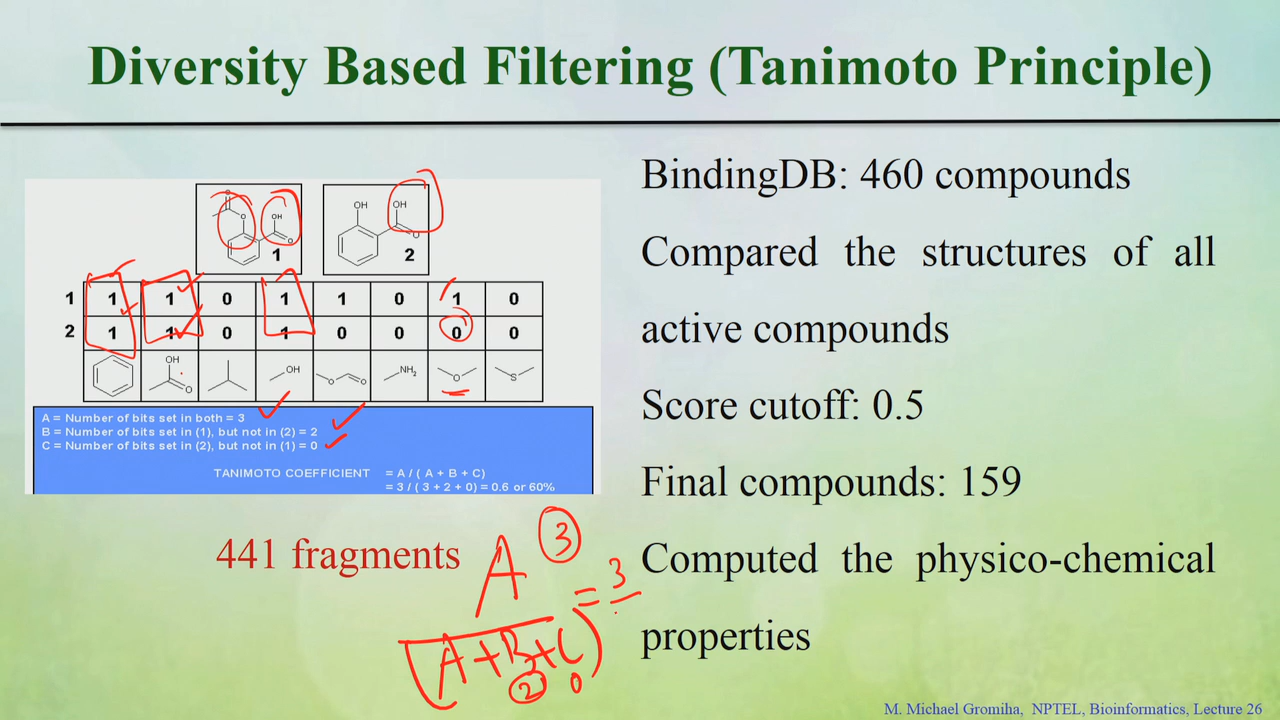 Diversity Based Filtering (Tanimoto Principle)
O
O
OH
O
1
OH
OH
O
2
1 1 1 0 1 1 0 1 0
2 1 1 0 1 0 0 0 0
OH
O
OH
O
O
NH2
O
S
A = Number of bits set in both = 3
B = Number of bits set in (1), but not in (2) = 2
C = Number of bits set in (2), but not in (1) = 0
TANIMOTO COEFFICIENT = A / ( A + B + C)
= 3 / ( 3 + 2 + 0) = 0.6 or 60%
441 fragments
A 3
(A+B+C) = 3
2 0
BindingDB: 460 compounds
Compared the structures of all
active compounds
Score cutoff: 0.5
Final compounds: 159
Computed the physico-chemical
properties
M. Michael Gromiha, NPTEL, Bioinformatics, Lecture 26